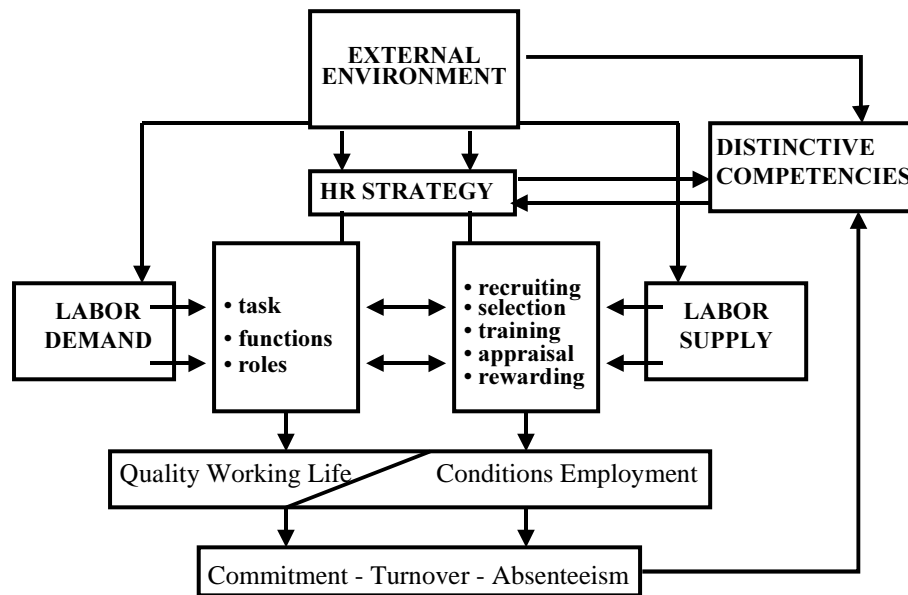 EXTERNAL
ENVIRONMENT
DISTINCTIVE
COMPETENCIES
HR STRATEGY
LABOR
DEMAND
• task
• functions
• roles
• recruiting
• selection
• training
• appraisal
• rewarding
LABOR
SUPPLY
Quality Working Life
Conditions Employment
Commitment - Turnover - Absenteeism